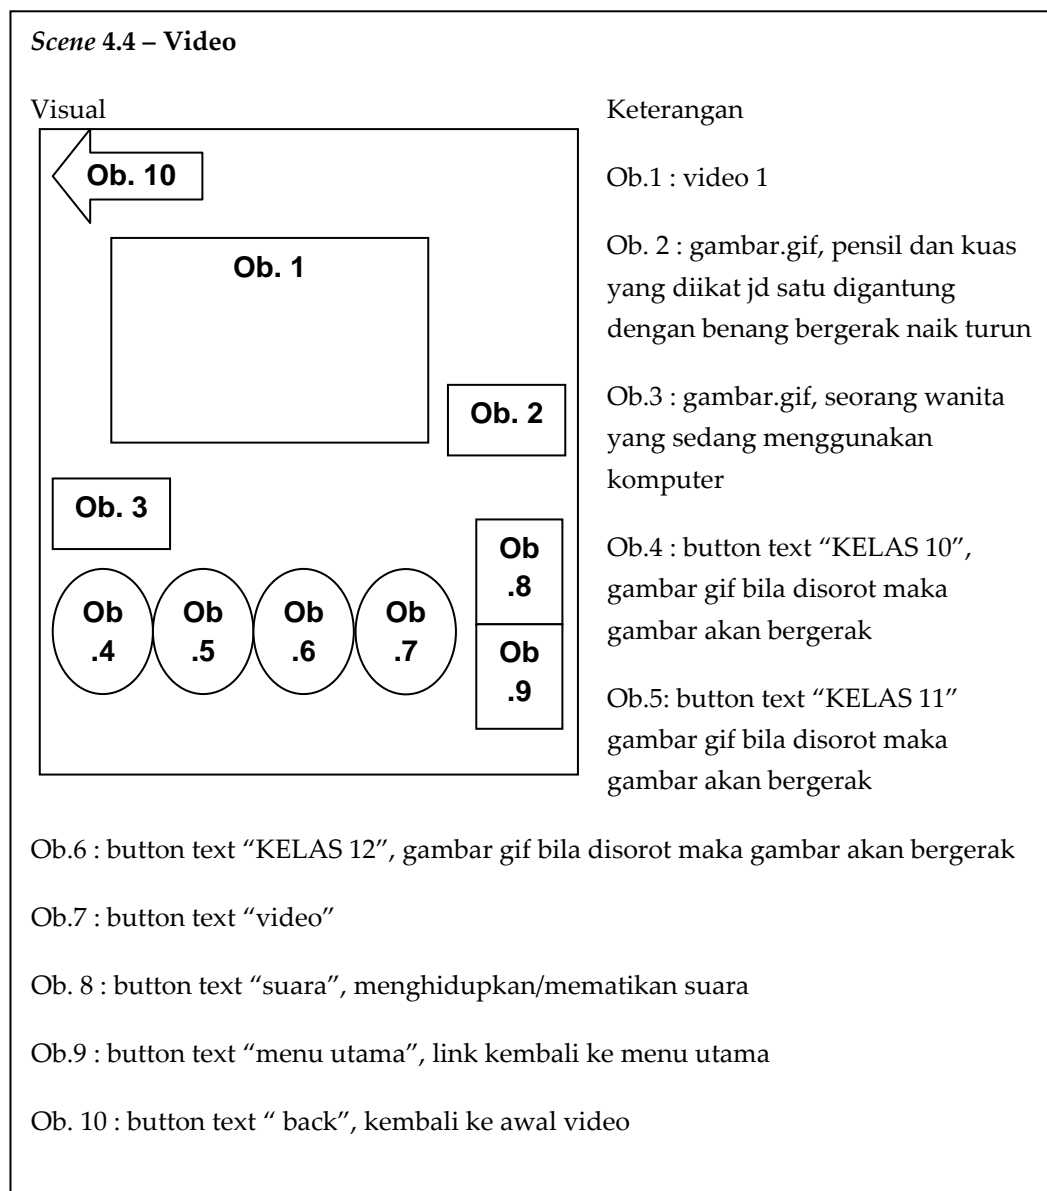 Scene 4.4 – Video
Visual
Ob. 10
Ob. 1
Ob. 2
Ob. 3
Ob
.8
Ob
.4
Ob
.5
Ob
.6
Ob
.7
Ob
.9
Keterangan
Ob.1 : video 1
Ob. 2 : gambar.gif, pensil dan kuas
yang diikat jd satu digantung
dengan benang bergerak naik turun
Ob.3 : gambar.gif, seorang wanita
yang sedang menggunakan
komputer
Ob.4 : button text “KELAS 10”,
gambar gif bila disorot maka
gambar akan bergerak
Ob.5: button text “KELAS 11”
gambar gif bila disorot maka
gambar akan bergerak
Ob.6 : button text “KELAS 12”, gambar gif bila disorot maka gambar akan bergerak
Ob.7 : button text “video”
Ob. 8 : button text “suara”, menghidupkan/mematikan suara
Ob.9 : button text “menu utama”, link kembali ke menu utama
Ob. 10 : button text “ back”, kembali ke awal video